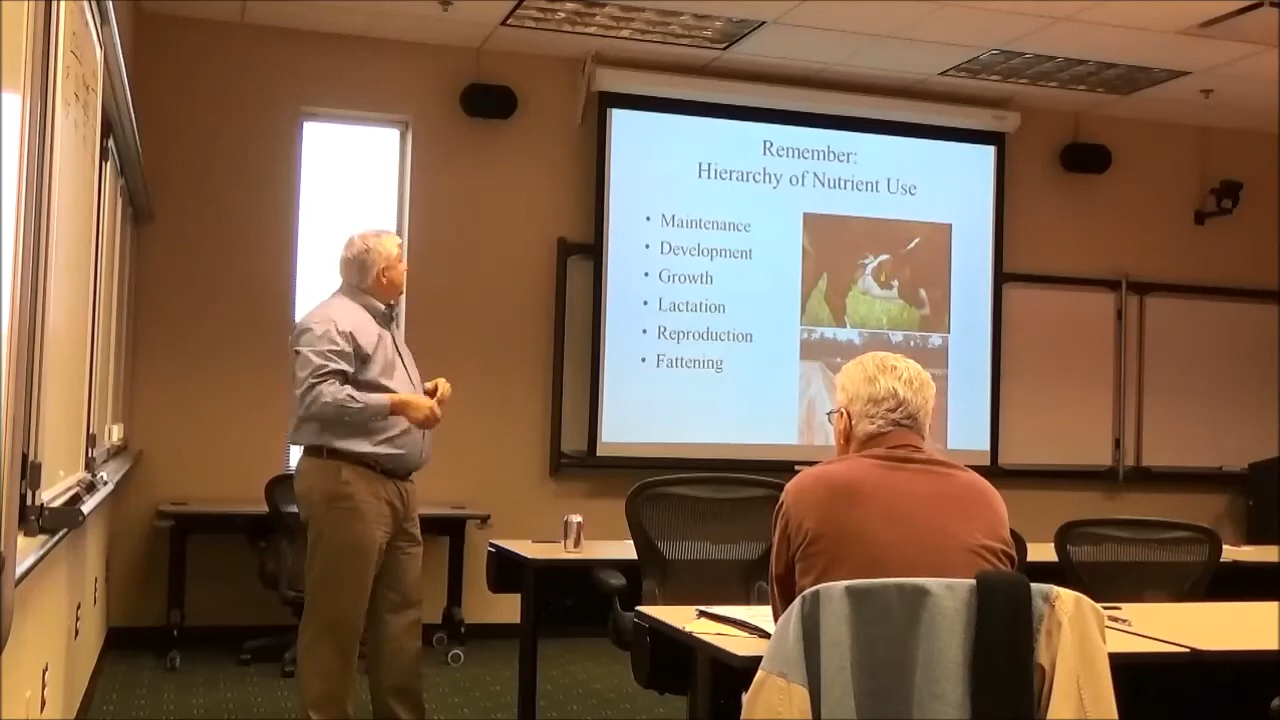 Remember:
Hierarchy of Nutrient Use
• Maintenance
• Development
• Growth
• Lactation
• Reproduction
• Fattening